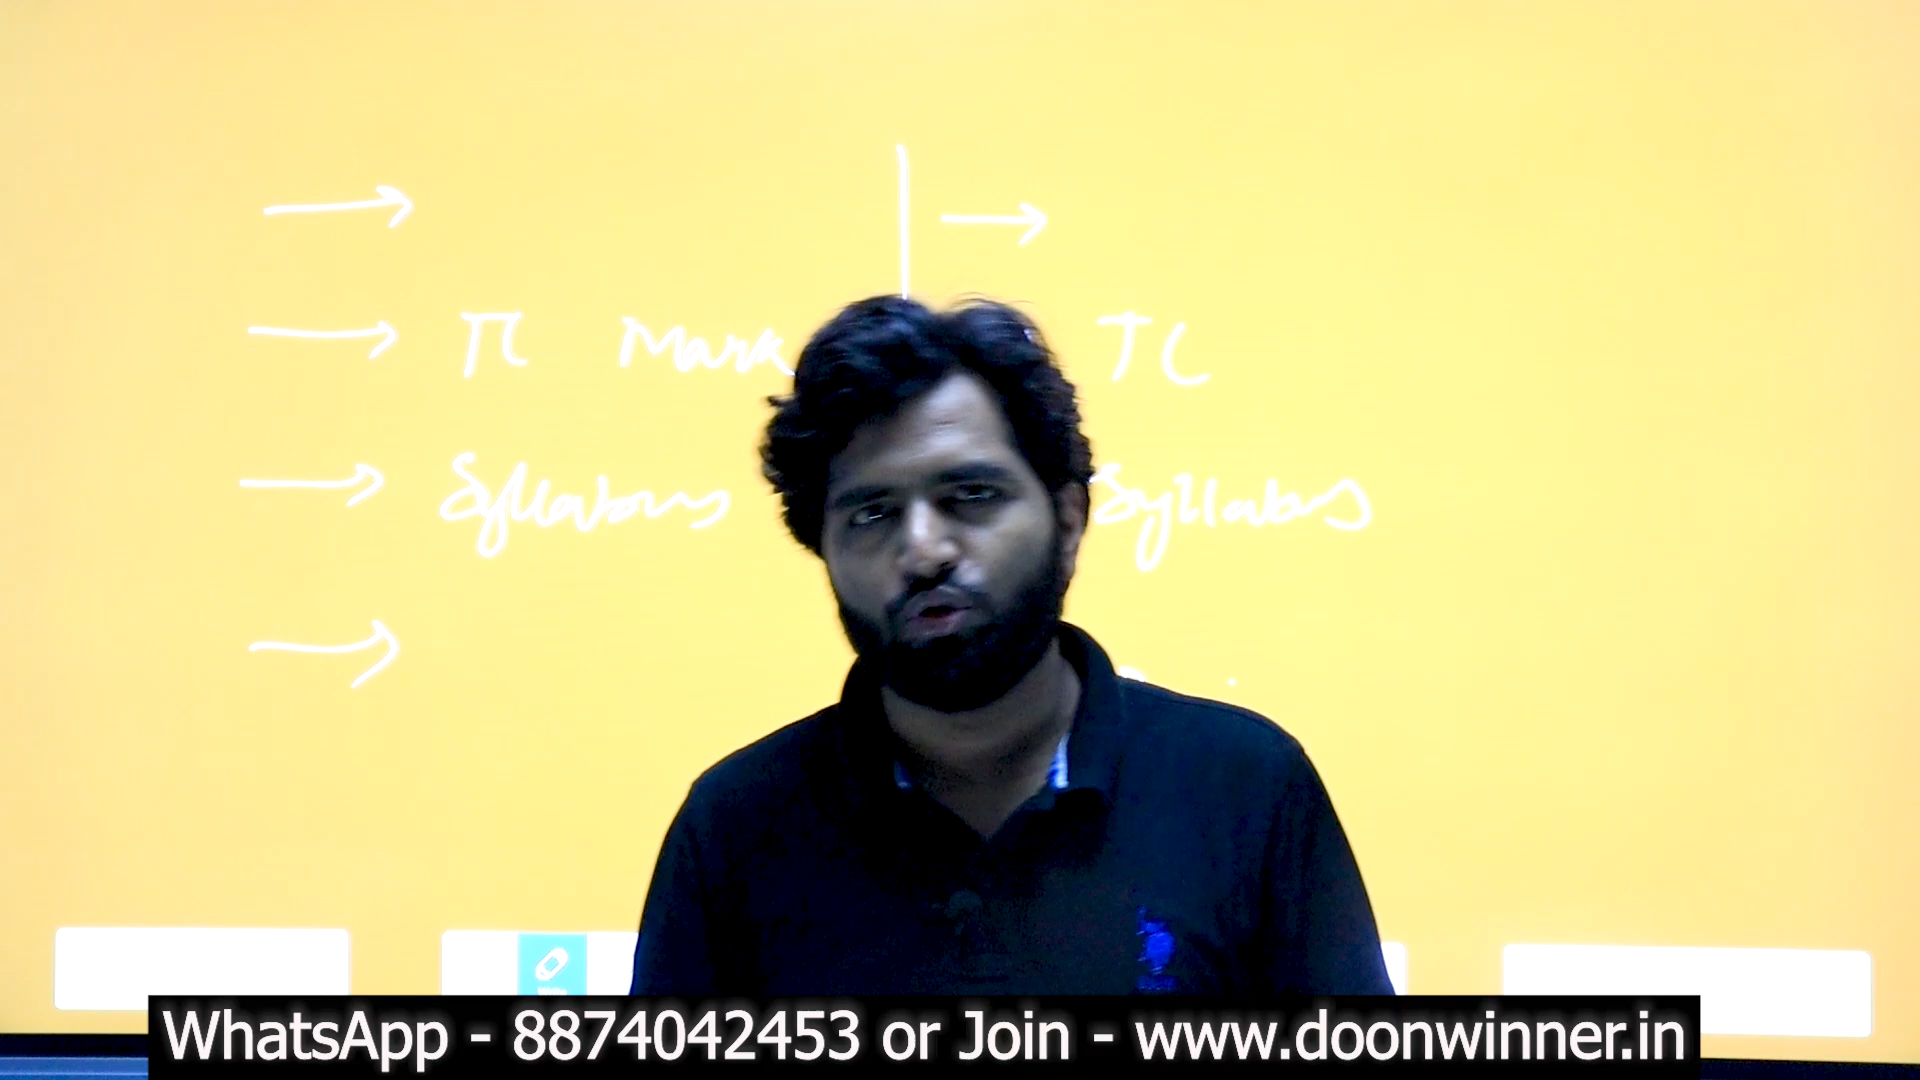 TC Mark TC
Syllabus Syllabus
WhatsApp - 8874042453 or Join - www.doonwinner.in